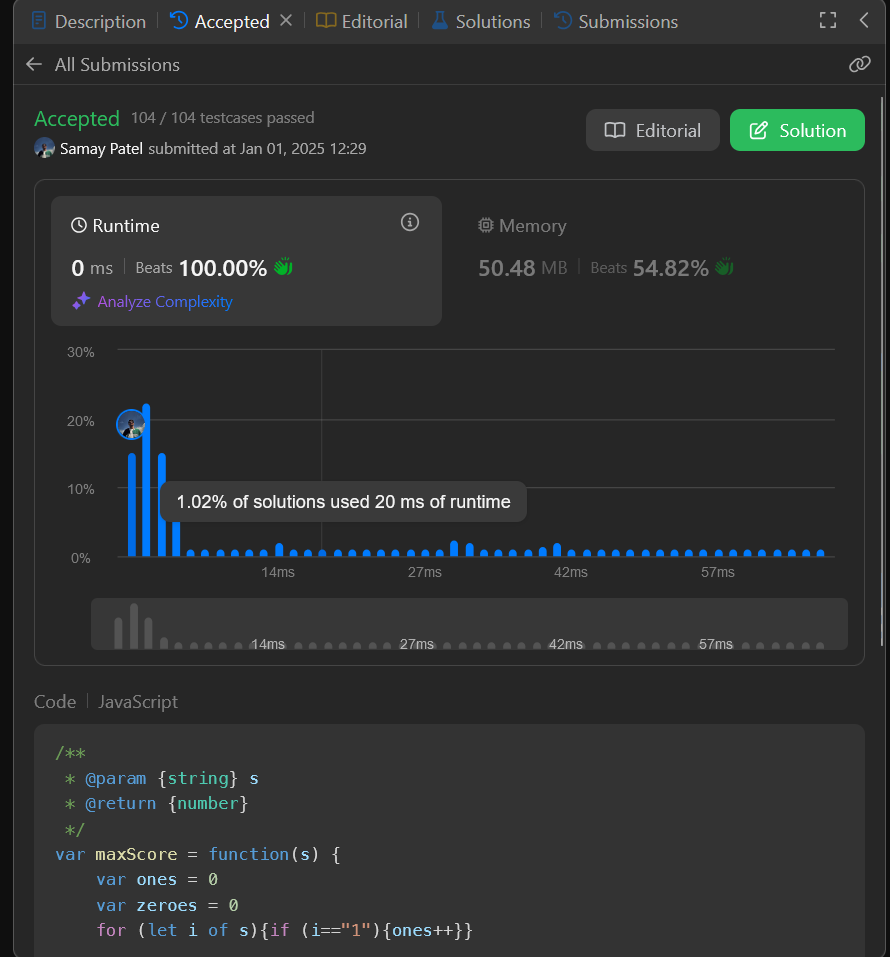 Description Accepted Editorial Solutions Submissions
All Submissions
Accepted 104 / 104 testcases passed
Samay Patel submitted at Jan 01, 2025 12:29
Editorial
Solution
Runtime
0 ms Beats 100.00%
Analyze Complexity
Memory
50.48 MB Beats 54.82%
30%
20%
10%
0%
1.02% of solutions used 20 ms of runtime
14ms 27ms 42ms 57ms
14ms 27ms 42ms 57ms
Code JavaScript
/**
 * @param {string} s
 * @return {number}
 */
var maxScore = function(s) {
    var ones = 0
    var zeroes = 0
    for (let i of s){if (i=="1"){ones++}}